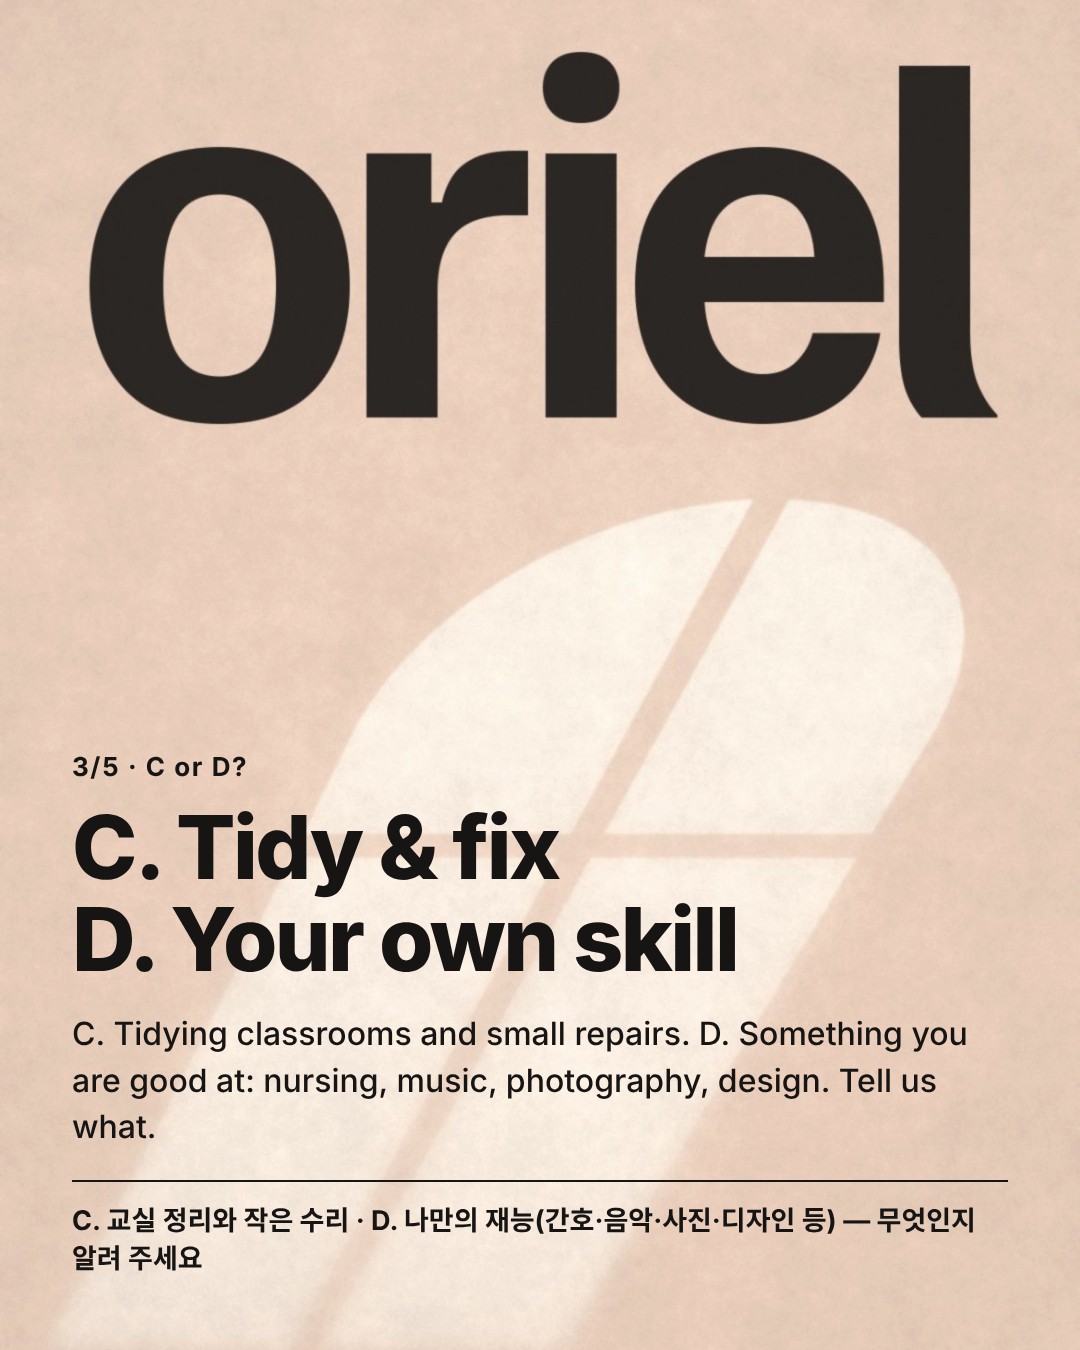 oriel
3/5 · C or D?
C. Tidy & fix
D. Your own skill
C. Tidying classrooms and small repairs. D. Something you
are good at: nursing, music, photography, design. Tell us
what.
C. 교실 정리와 작은 수리 · D. 나만의 재능(간호·음악·사진·디자인 등) — 무엇인지
알려 주세요